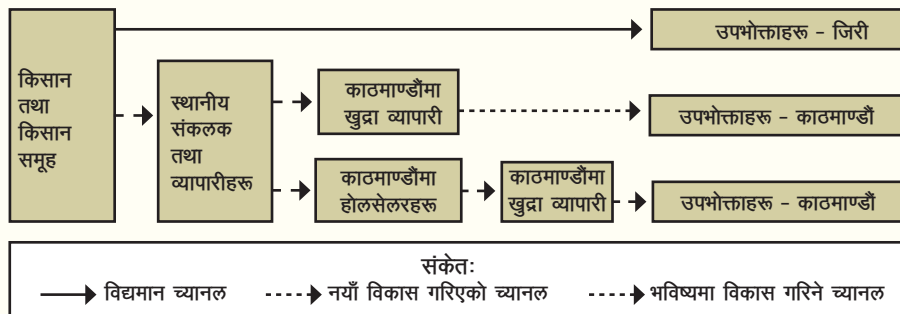 किसान
तथा
किसान
समूह
उपभोक्ताहरू - जिरी
स्थानीय
संकलक
तथा
व्यापारीहरू
काठमाण्डौंमा
खुद्रा व्यापारी
उपभोक्ताहरू - काठमाण्डौं
काठमाण्डौंमा
होलसेलरहरू
काठमाण्डौंमा
खुद्रा व्यापारी
उपभोक्ताहरू - काठमाण्डौं
संकेतः
विद्यमान च्यानल
नयाँ विकास गरिएको च्यानल
भविष्यमा विकास गरिने च्यानल